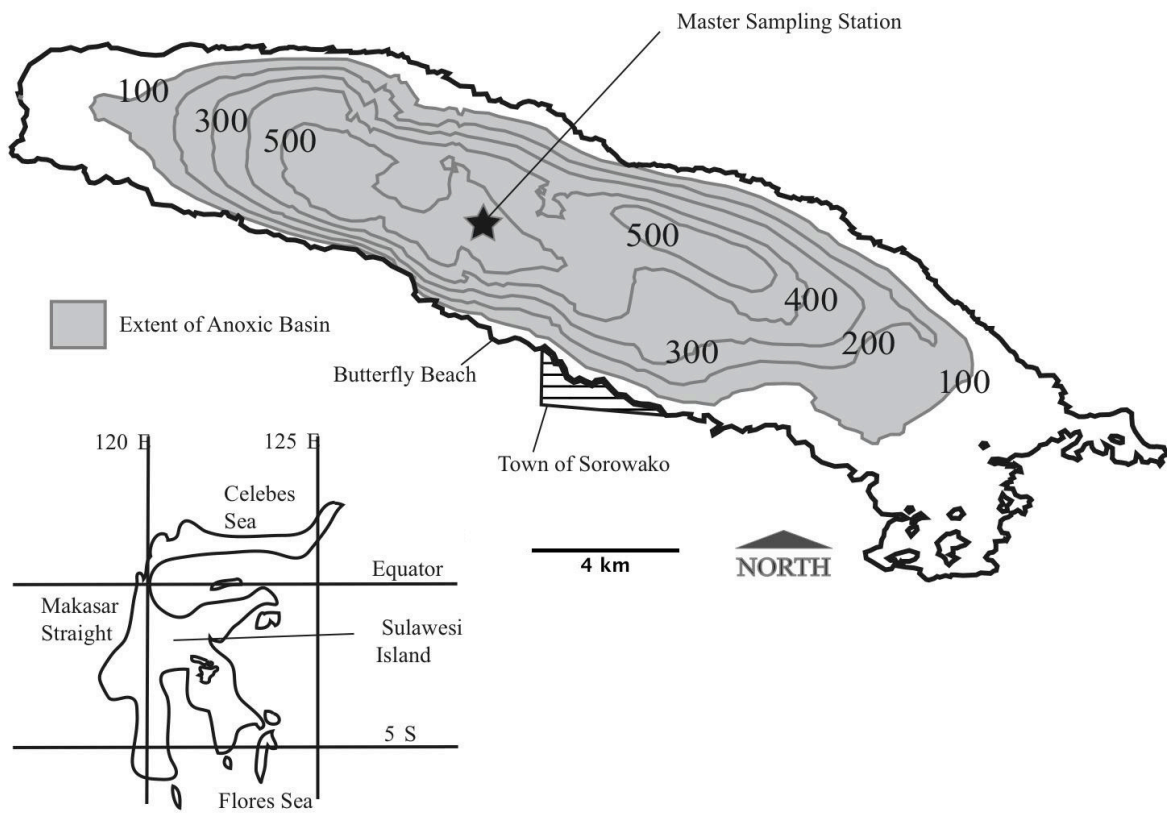 Master Sampling Station
100
300
500
500
400
300
200
100
Extent of Anoxic Basin
Butterfly Beach
Town of Sorowako
4 km
NORTH
120 E
125 E
Celebes
Sea
Equator
Makasar
Straight
Sulawesi
Island
5 S
Flores Sea